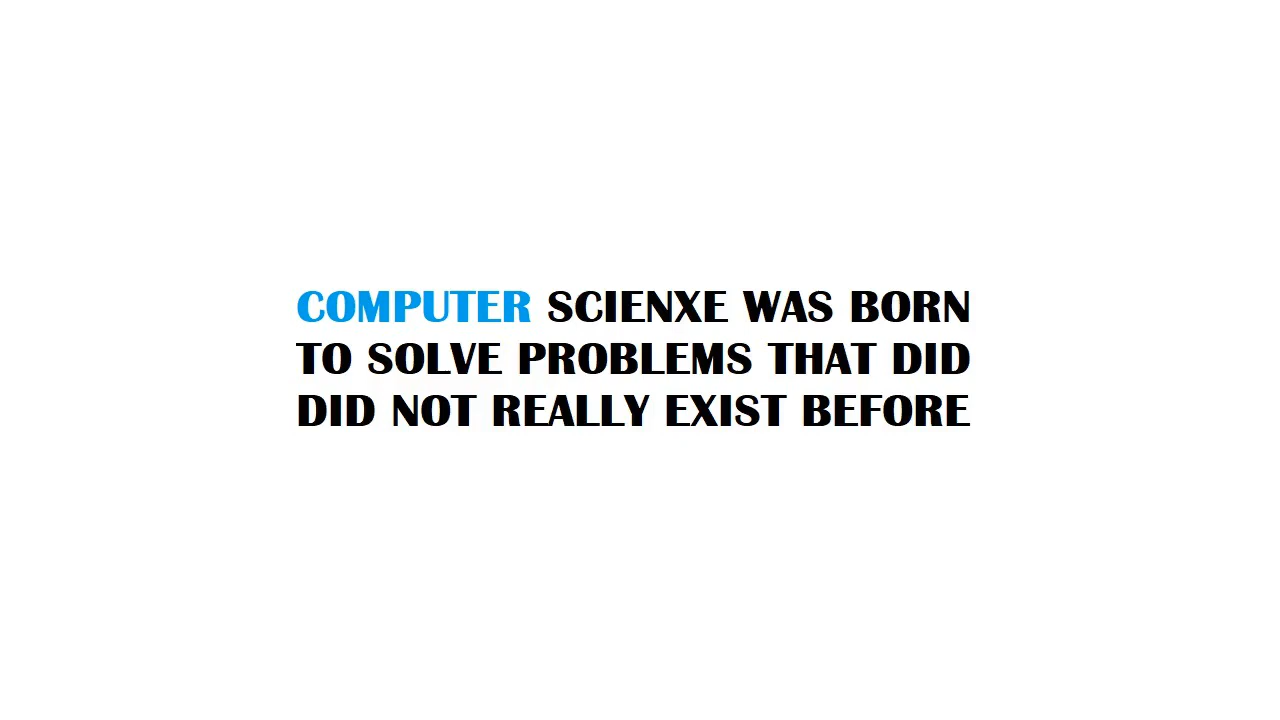 COMPUTER SCIENXE WAS BORN
TO SOLVE PROBLEMS THAT DID
DID NOT REALLY EXIST BEFORE